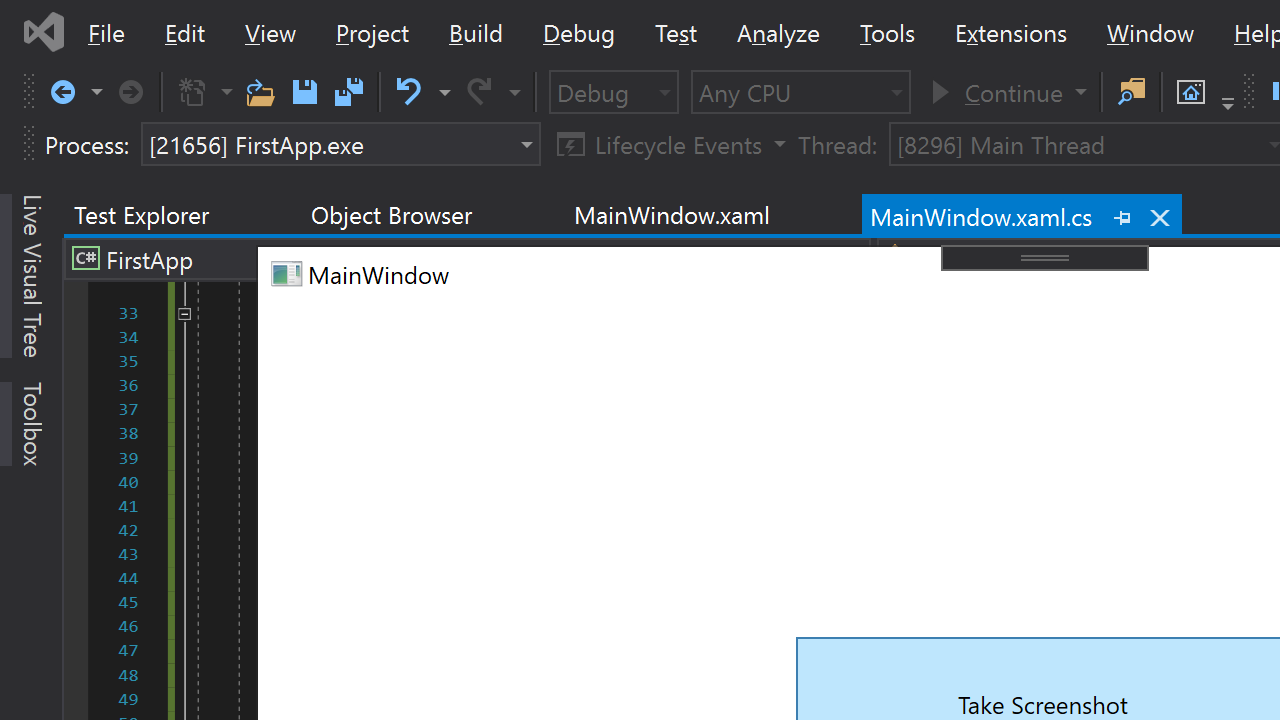 File Edit View Project Build Debug Test Analyze Tools Extensions Window Help
Debug Any CPU Continue
Process: [21656] FirstApp.exe Lifecycle Events Thread: [8296] Main Thread
Live Visual Tree
Toolbox
Test Explorer Object Browser MainWindow.xaml MainWindow.xaml.cs
C# FirstApp
MainWindow
33
34
35
36
37
38
39
40
41
42
43
44
45
46
47
48
49
Take Screenshot